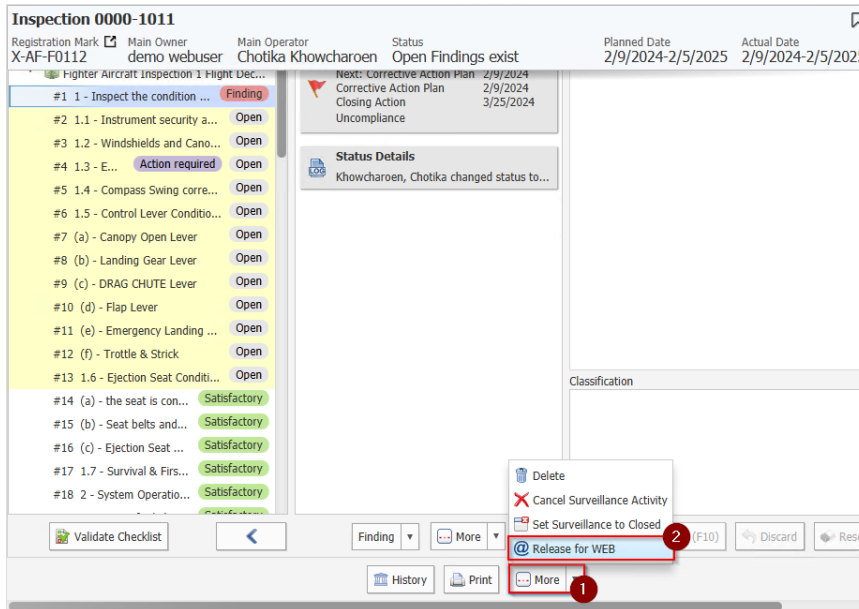 Inspection 0000-1011
Registration Mark Main Owner Main Operator Status Planned Date Actual Date
X-AF-F0112 demo webuser Chotika Khowcharoen Open Findings exist 2/9/2024-2/5/2025 2/9/2024-2/5/2025
Fighter Aircraft Inspection 1 Flight Dec...
#1 1 - Inspect the condition ... Finding
#2 1.1 - Instrument security a... Open
#3 1.2 - Windshields and Cano... Open
#4 1.3 - E... Action required Open
#5 1.4 - Compass Swing corre... Open
#6 1.5 - Control Lever Conditio... Open
#7 (a) - Canopy Open Lever Open
#8 (b) - Landing Gear Lever Open
#9 (c) - DRAG CHUTE Lever Open
#10 (d) - Flap Lever Open
#11 (e) - Emergency Landing ... Open
#12 (f) - Trottle & Strick Open
#13 1.6 - Ejection Seat Conditi... Open
#14 (a) - the seat is con... Satisfactory
#15 (b) - Seat belts and... Satisfactory
#16 (c) - Ejection Seat ... Satisfactory
#17 1.7 - Survival & Firs... Satisfactory
#18 2 - System Operatio... Satisfactory
Next: Corrective Action Plan 2/9/2024
Corrective Action Plan 2/9/2024
Closing Action 3/25/2024
Uncompliance
Status Details
LOG
Khowcharoen, Chotika changed status to...
Classification
Delete
Cancel Surveillance Activity
Set Surveillance to Closed
@ Release for WEB
2
Validate Checklist
Finding
More
(F10)
Discard
History
Print
More
1